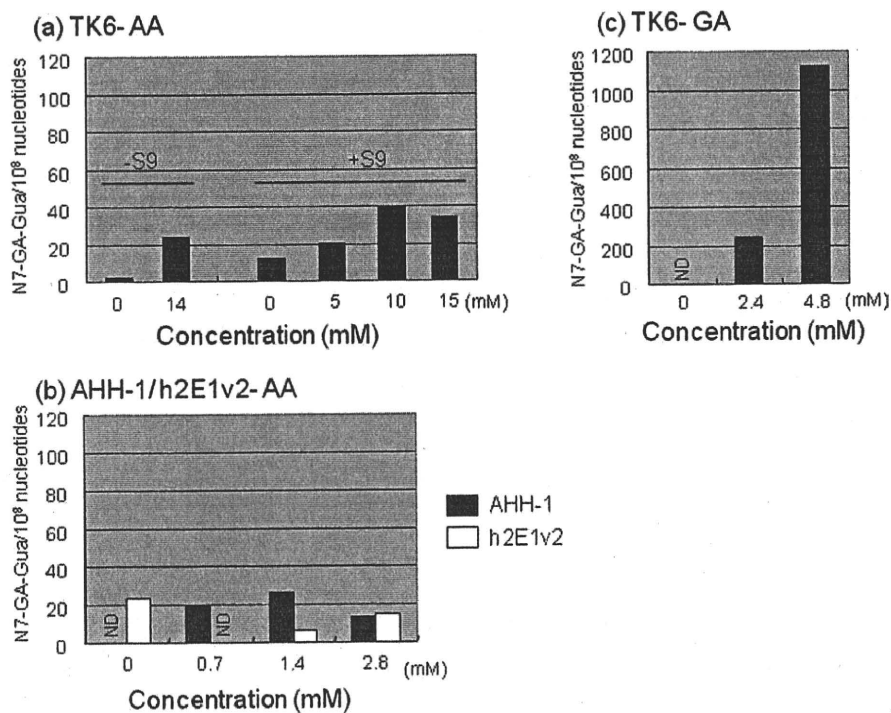 (a) TK6- AA
N7-GA-Gua/10⁸ nucleotides
120
100
80
60
40
20
0
-S9
+S9
0 14 0 5 10 15 (mM)
Concentration (mM)
(c) TK6- GA
N7-GA-Gua/10⁸ nucleotides
1200
1000
800
600
400
200
0
ND
0 2.4 4.8 (mM)
Concentration (mM)
(b) AHH-1/h2E1v2- AA
N7-GA-Gua/10⁸ nucleotides
120
100
80
60
40
20
0
ND
ND
0 0.7 1.4 2.8 (mM)
Concentration (mM)
AHH-1
h2E1v2